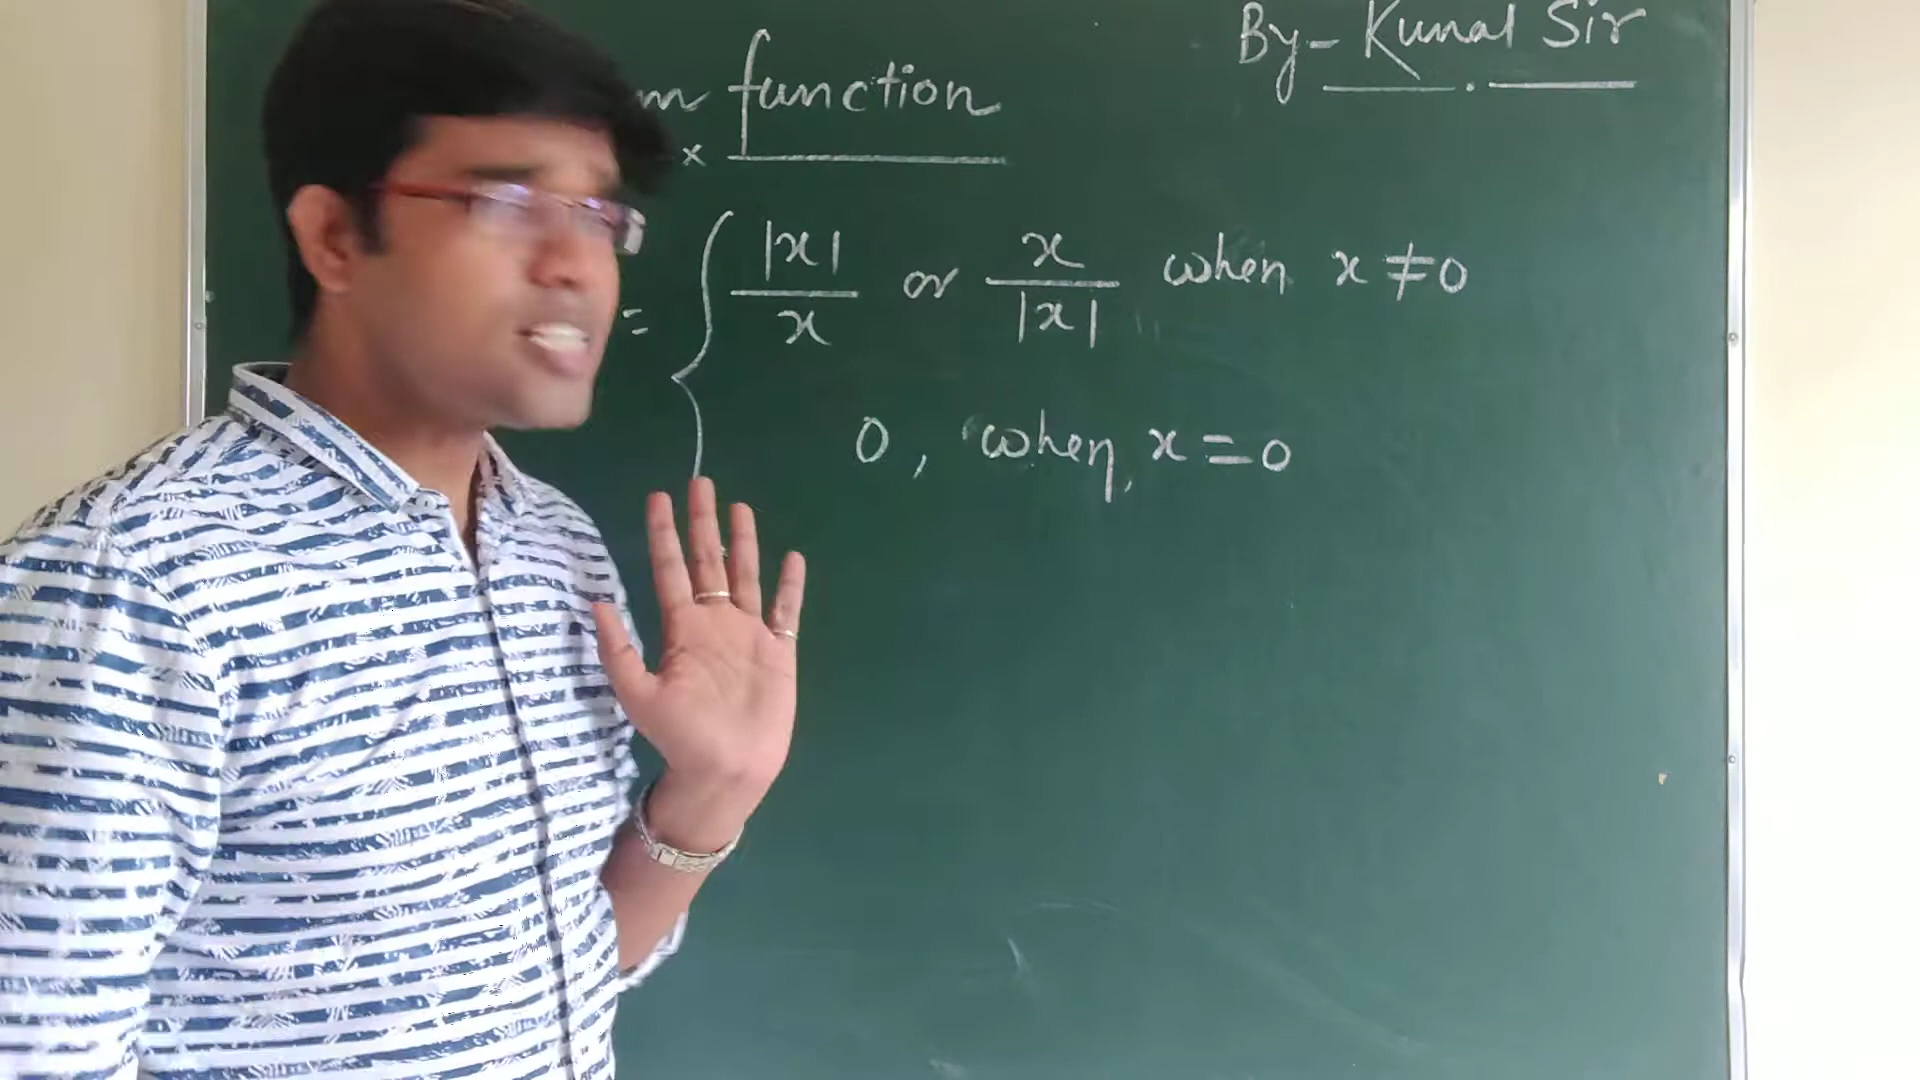 By- Kunal Sir
function
×
= { |x|/x or x/|x| when x ≠ 0
0, when x = 0